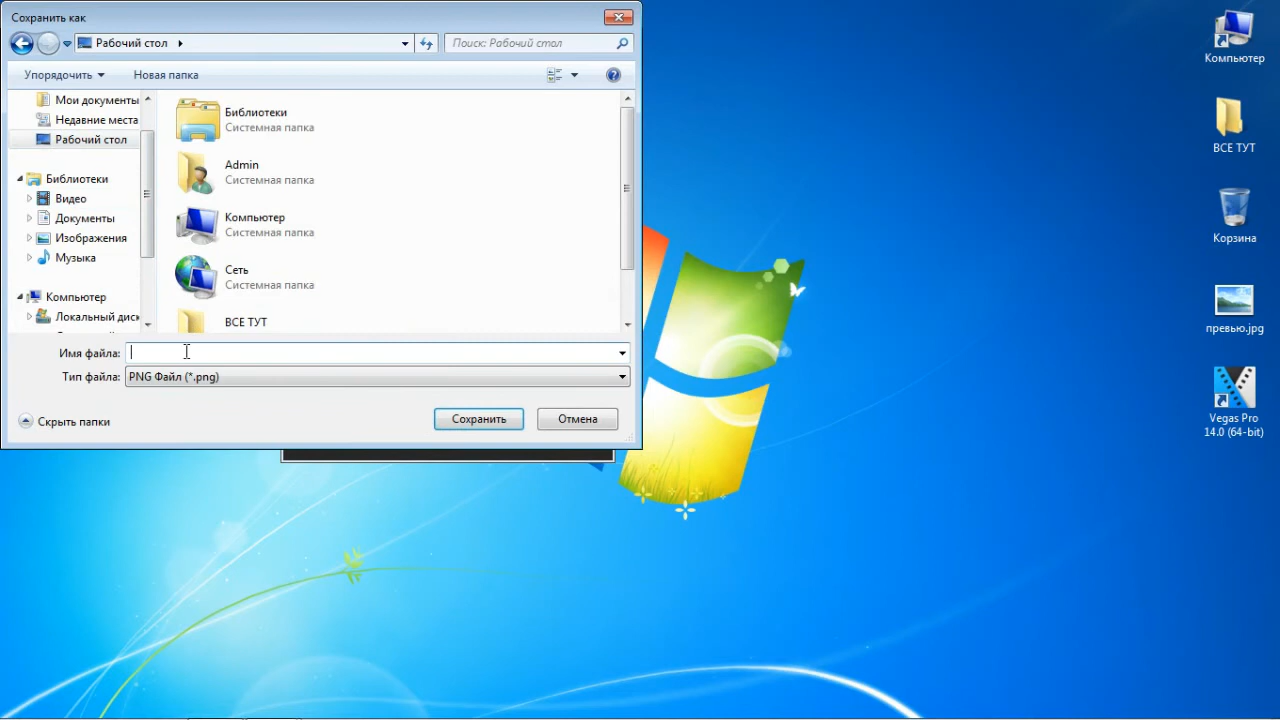 Сохранить как
Рабочий стол
Поиск: Рабочий стол
Упорядочить
Новая папка
Мои документы
Недавние места
Рабочий стол
Библиотеки
Видео
Документы
Изображения
Музыка
Компьютер
Локальный диск
Библиотеки
Системная папка
Admin
Системная папка
Компьютер
Системная папка
Сеть
Системная папка
ВСЕ ТУТ
Имя файла:
Тип файла: PNG Файл (*.png)
Скрыть папки
Сохранить
Отмена
Компьютер
ВСЕ ТУТ
Корзина
превью.jpg
Vegas Pro
14.0 (64-bit)